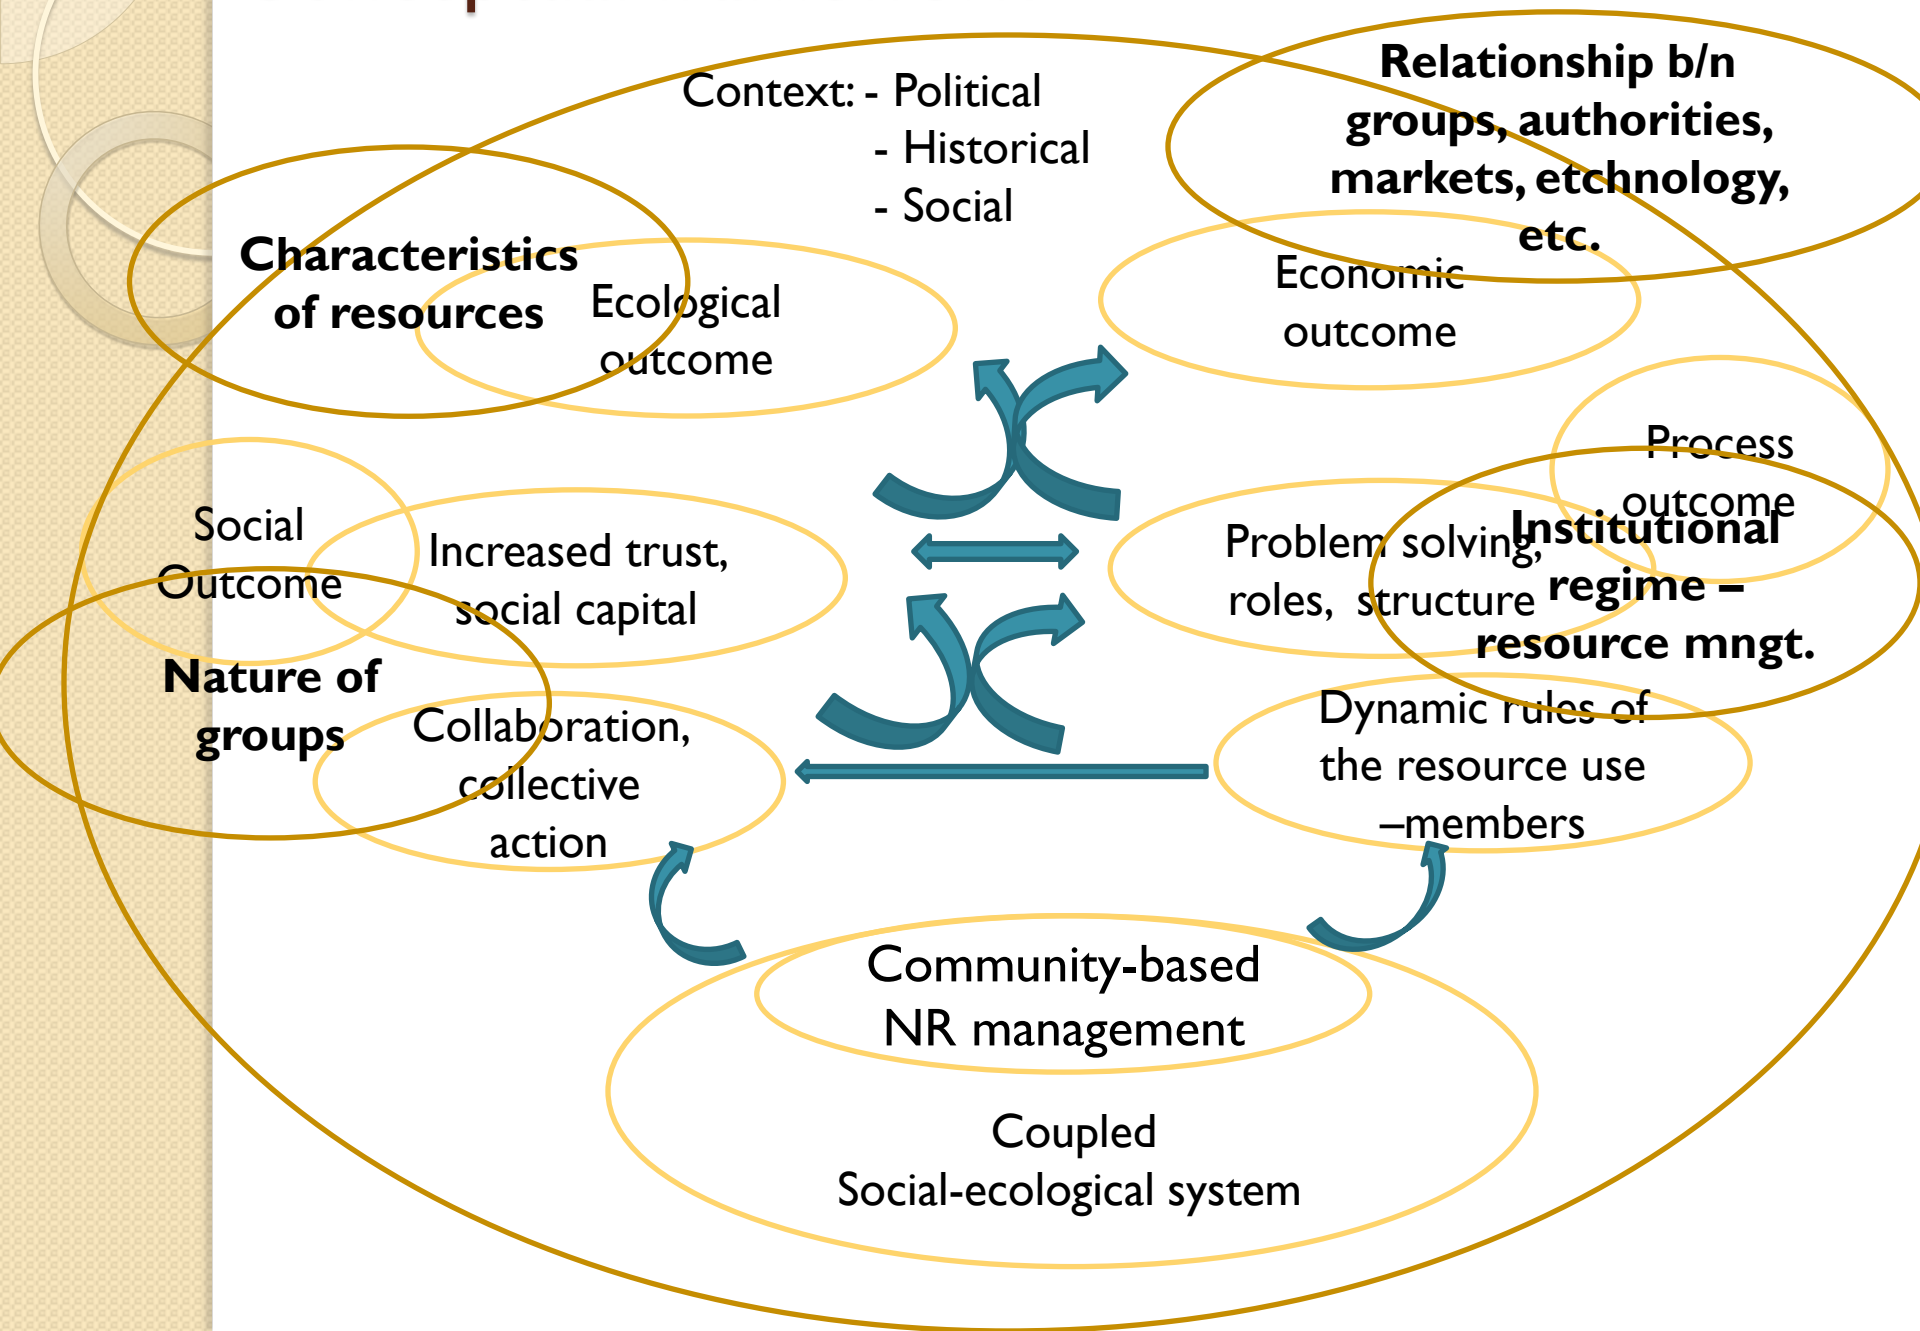 Context: - Political
- Historical
- Social
Relationship b/n
groups, authorities,
markets, etchnology,
etc.
Characteristics
of resources
Ecological
outcome
Economic
outcome
Process
outcome
Social
Outcome
Increased trust,
social capital
Problem solving,
roles, structure
Institutional
regime –
resource mngt.
Nature of
groups
Collaboration,
collective
action
Dynamic rules of
the resource use
–members
Community-based
NR management
Coupled
Social-ecological system